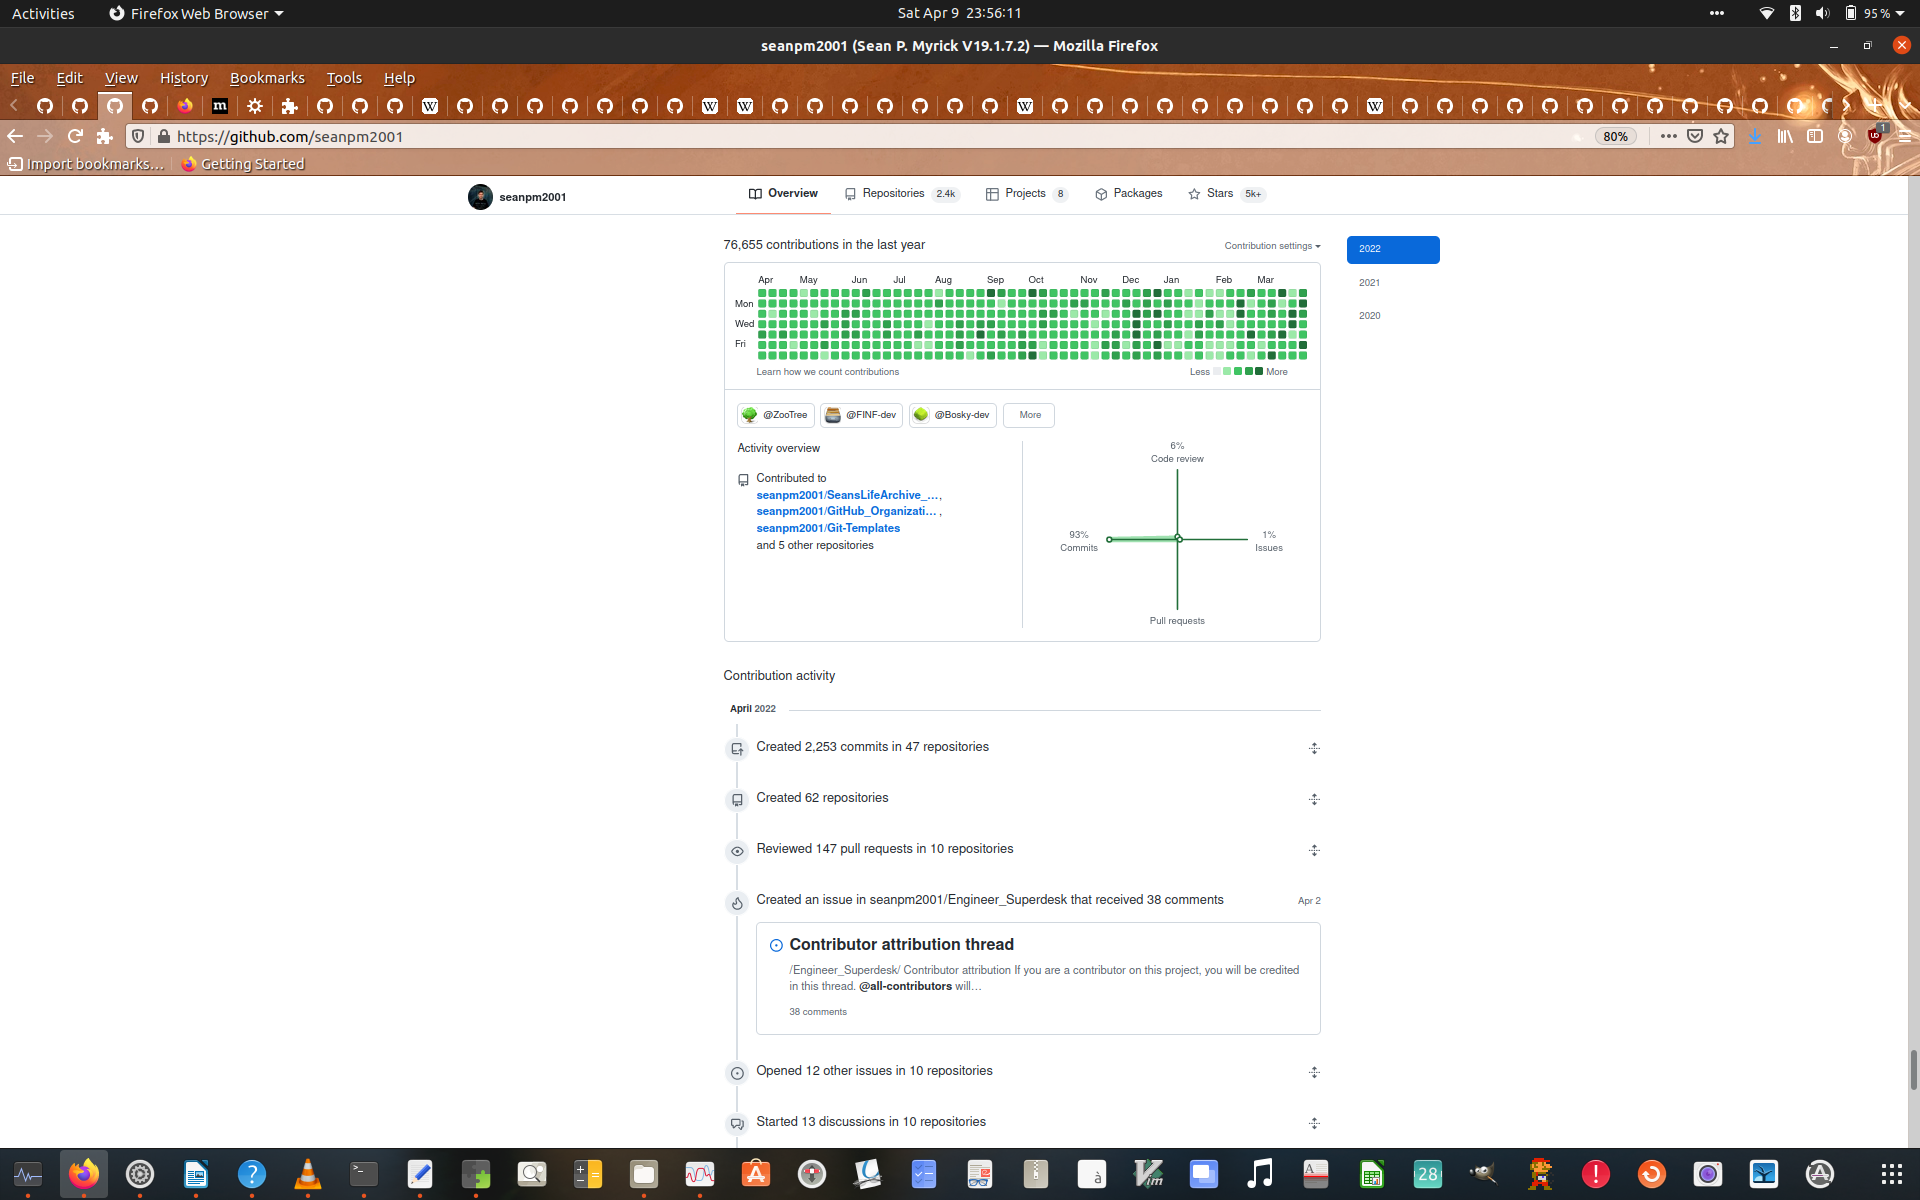 Activities
Firefox Web Browser
Sat Apr 9 23:56:11
95 %
seanpm2001 (Sean P. Myrick V19.1.7.2) — Mozilla Firefox
File Edit View History Bookmarks Tools Help
https://github.com/seanpm2001
80%
1
Import bookmarks…
Getting Started
seanpm2001
Overview
Repositories 2.4k
Projects 8
Packages
Stars 5k+
76,655 contributions in the last year
Contribution settings
2022
2021
2020
Apr May Jun Jul Aug Sep Oct Nov Dec Jan Feb Mar
Mon
Wed
Fri
Learn how we count contributions
Less More
@ZooTree
@FINF-dev
@Bosky-dev
More
Activity overview
Contributed to
seanpm2001/SeansLifeArchive_…,
seanpm2001/GitHub_Organizati… ,
seanpm2001/Git-Templates
and 5 other repositories
6%
Code review
93%
Commits
1%
Issues
Pull requests
Contribution activity
April 2022
Created 2,253 commits in 47 repositories
Created 62 repositories
Reviewed 147 pull requests in 10 repositories
Created an issue in seanpm2001/Engineer_Superdesk that received 38 comments
Apr 2
Contributor attribution thread
/Engineer_Superdesk/ Contributor attribution If you are a contributor on this project, you will be credited
in this thread. @all-contributors will…
38 comments
Opened 12 other issues in 10 repositories
Started 13 discussions in 10 repositories
28